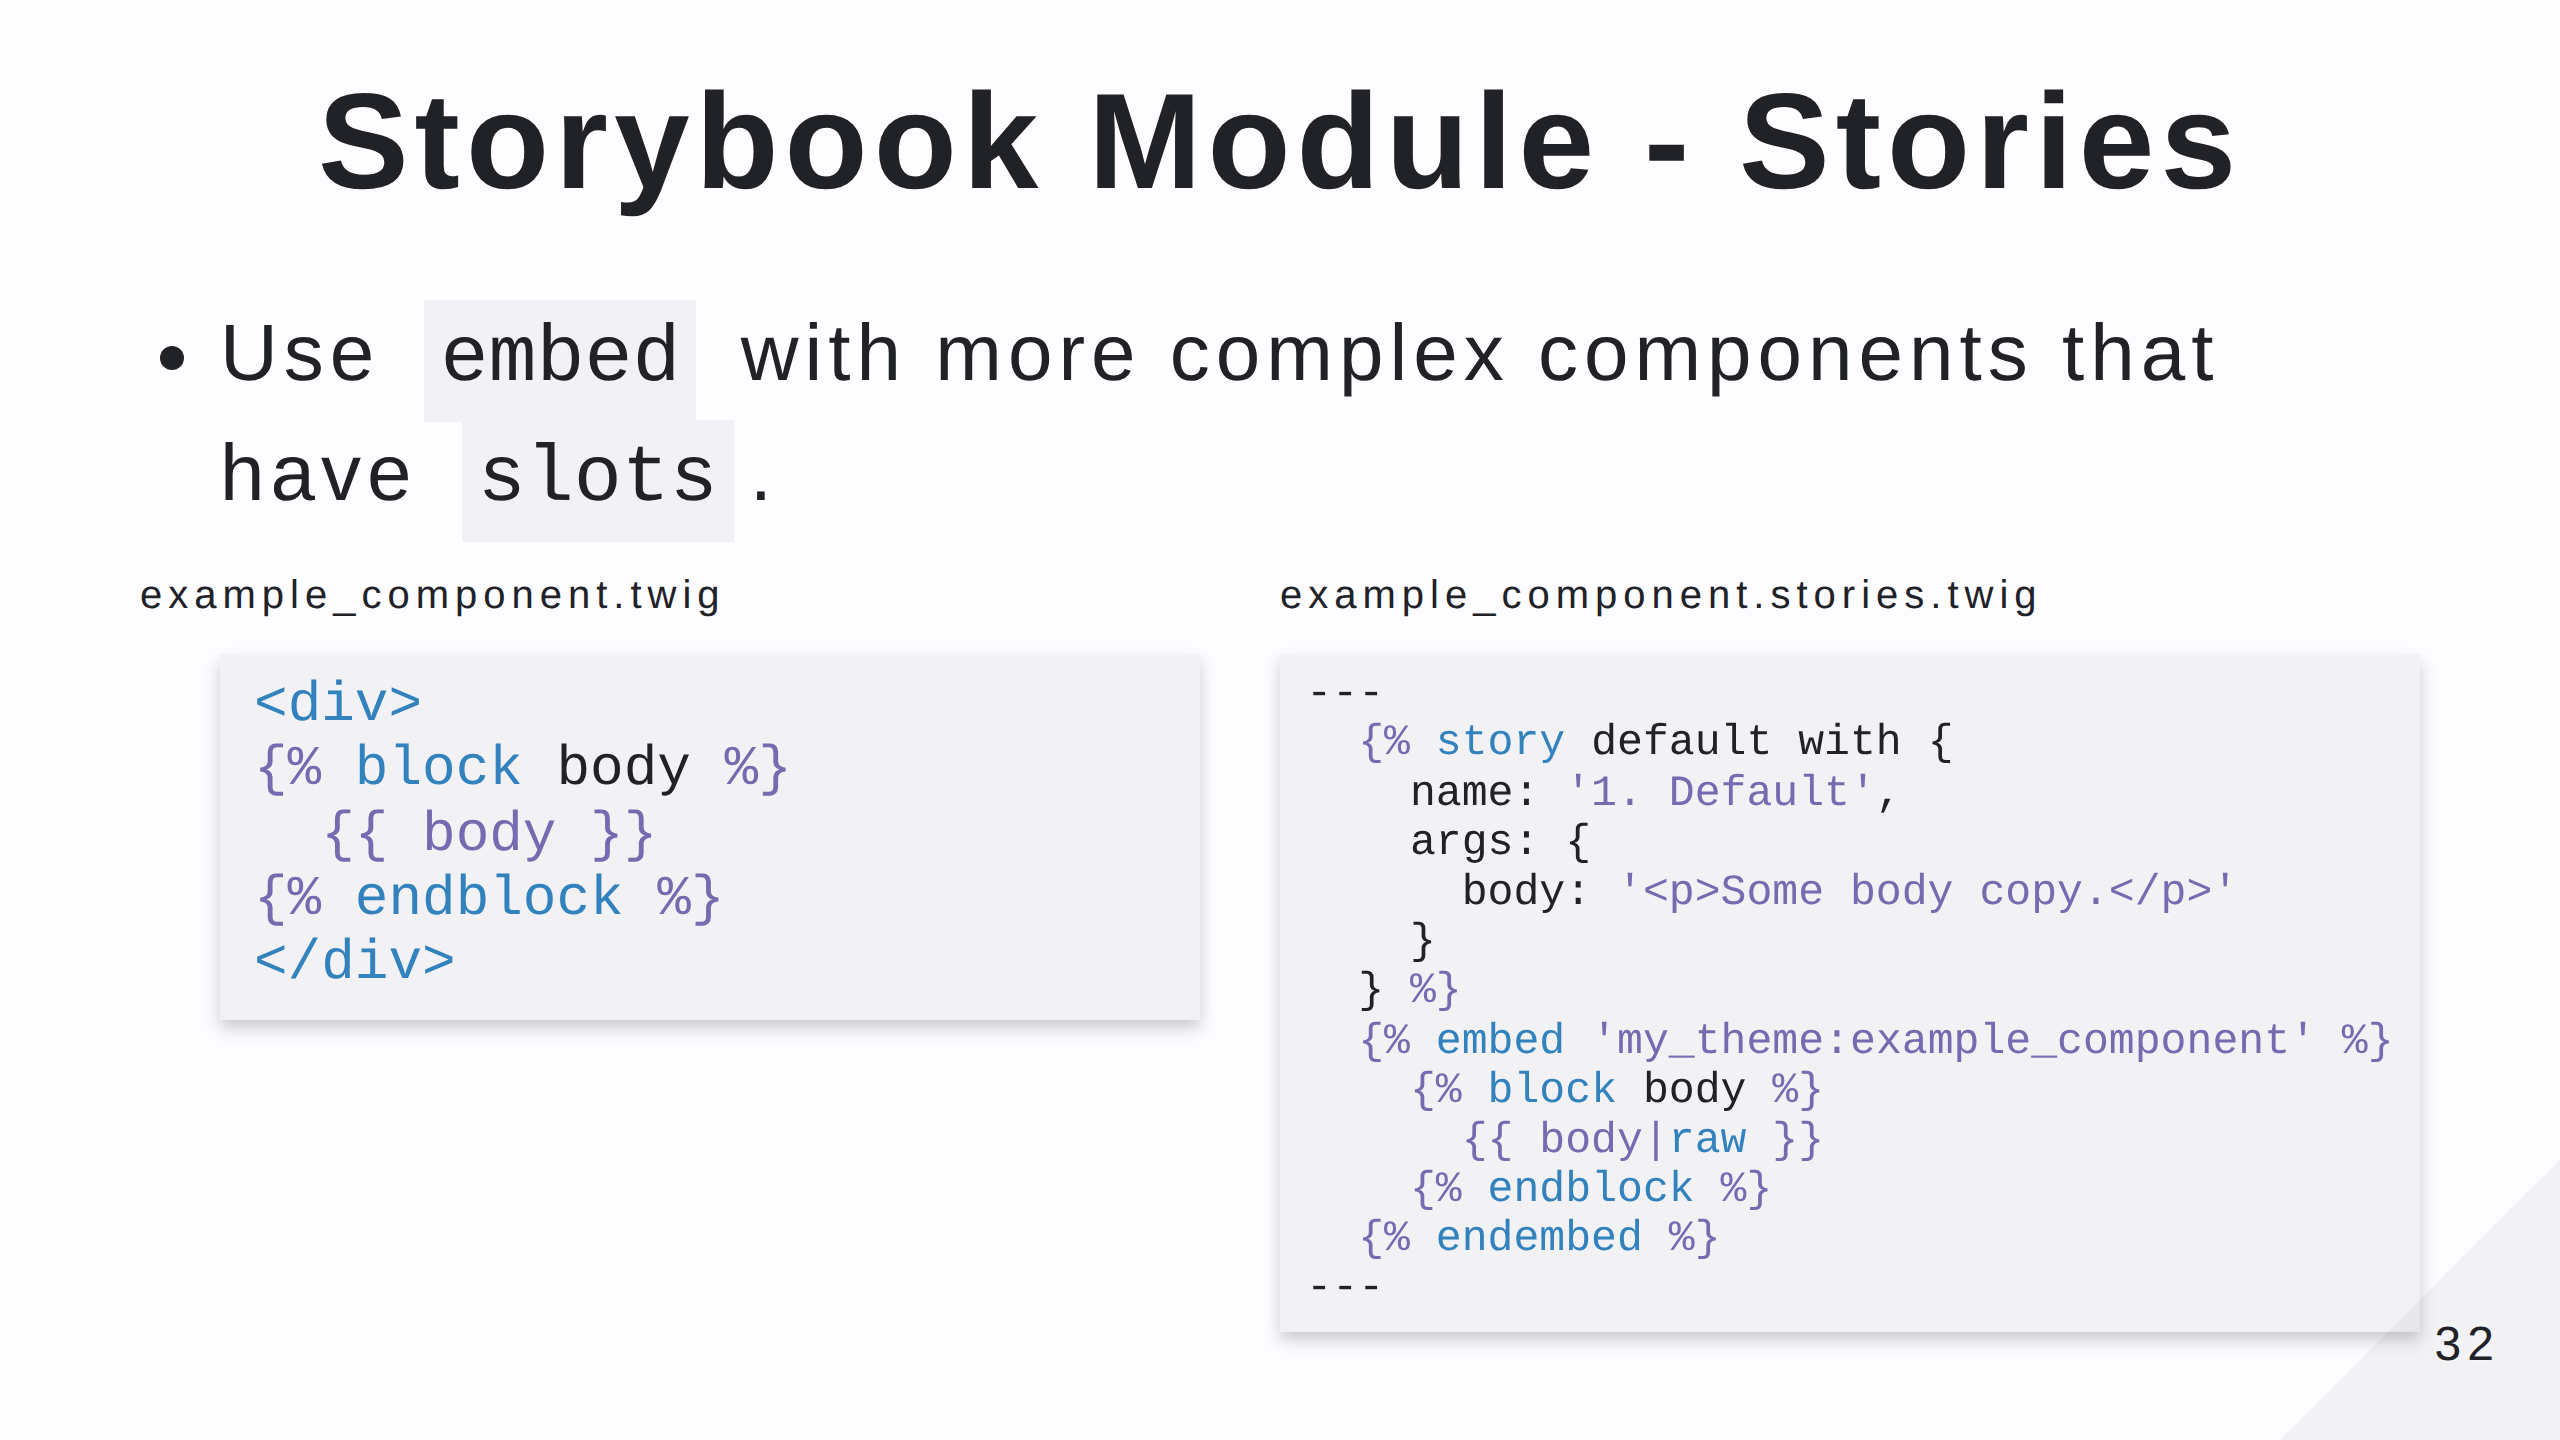 Storybook Module - Stories
• Use embed with more complex components that
have slots.
example_component.twig
<div>
{% block body %}
  {{ body }}
{% endblock %}
</div>
example_component.stories.twig
---
  {% story default with {
    name: '1. Default',
    args: {
      body: '<p>Some body copy.</p>'
    }
  } %}
  {% embed 'my_theme:example_component' %}
    {% block body %}
      {{ body|raw }}
    {% endblock %}
  {% endembed %}
---
32